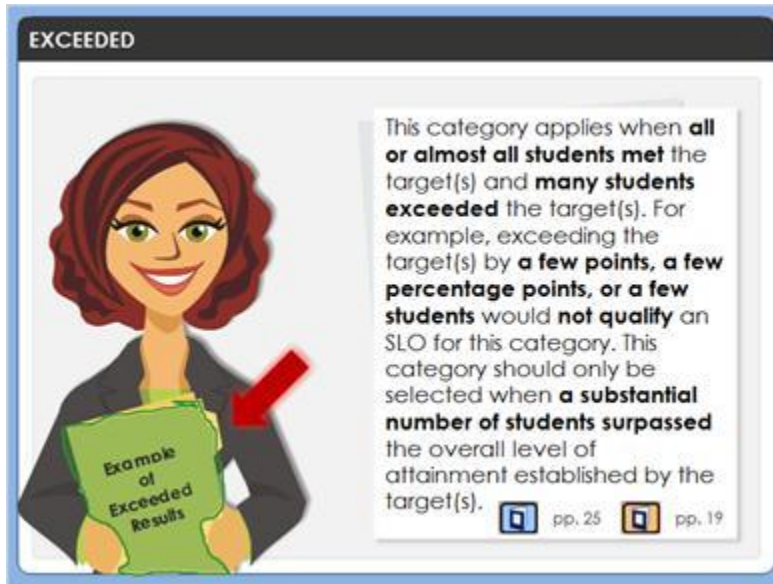 EXCEEDED
This category applies when all
or almost all students met the
target(s) and many students
exceeded the target(s). For
example, exceeding the
target(s) by a few points, a few
percentage points, or a few
students would not qualify an
SLO for this category. This
category should only be
selected when a substantial
number of students surpassed
the overall level of
attainment established by the
target(s).
pp. 25
pp. 19
Example
of
Exceeded
Results